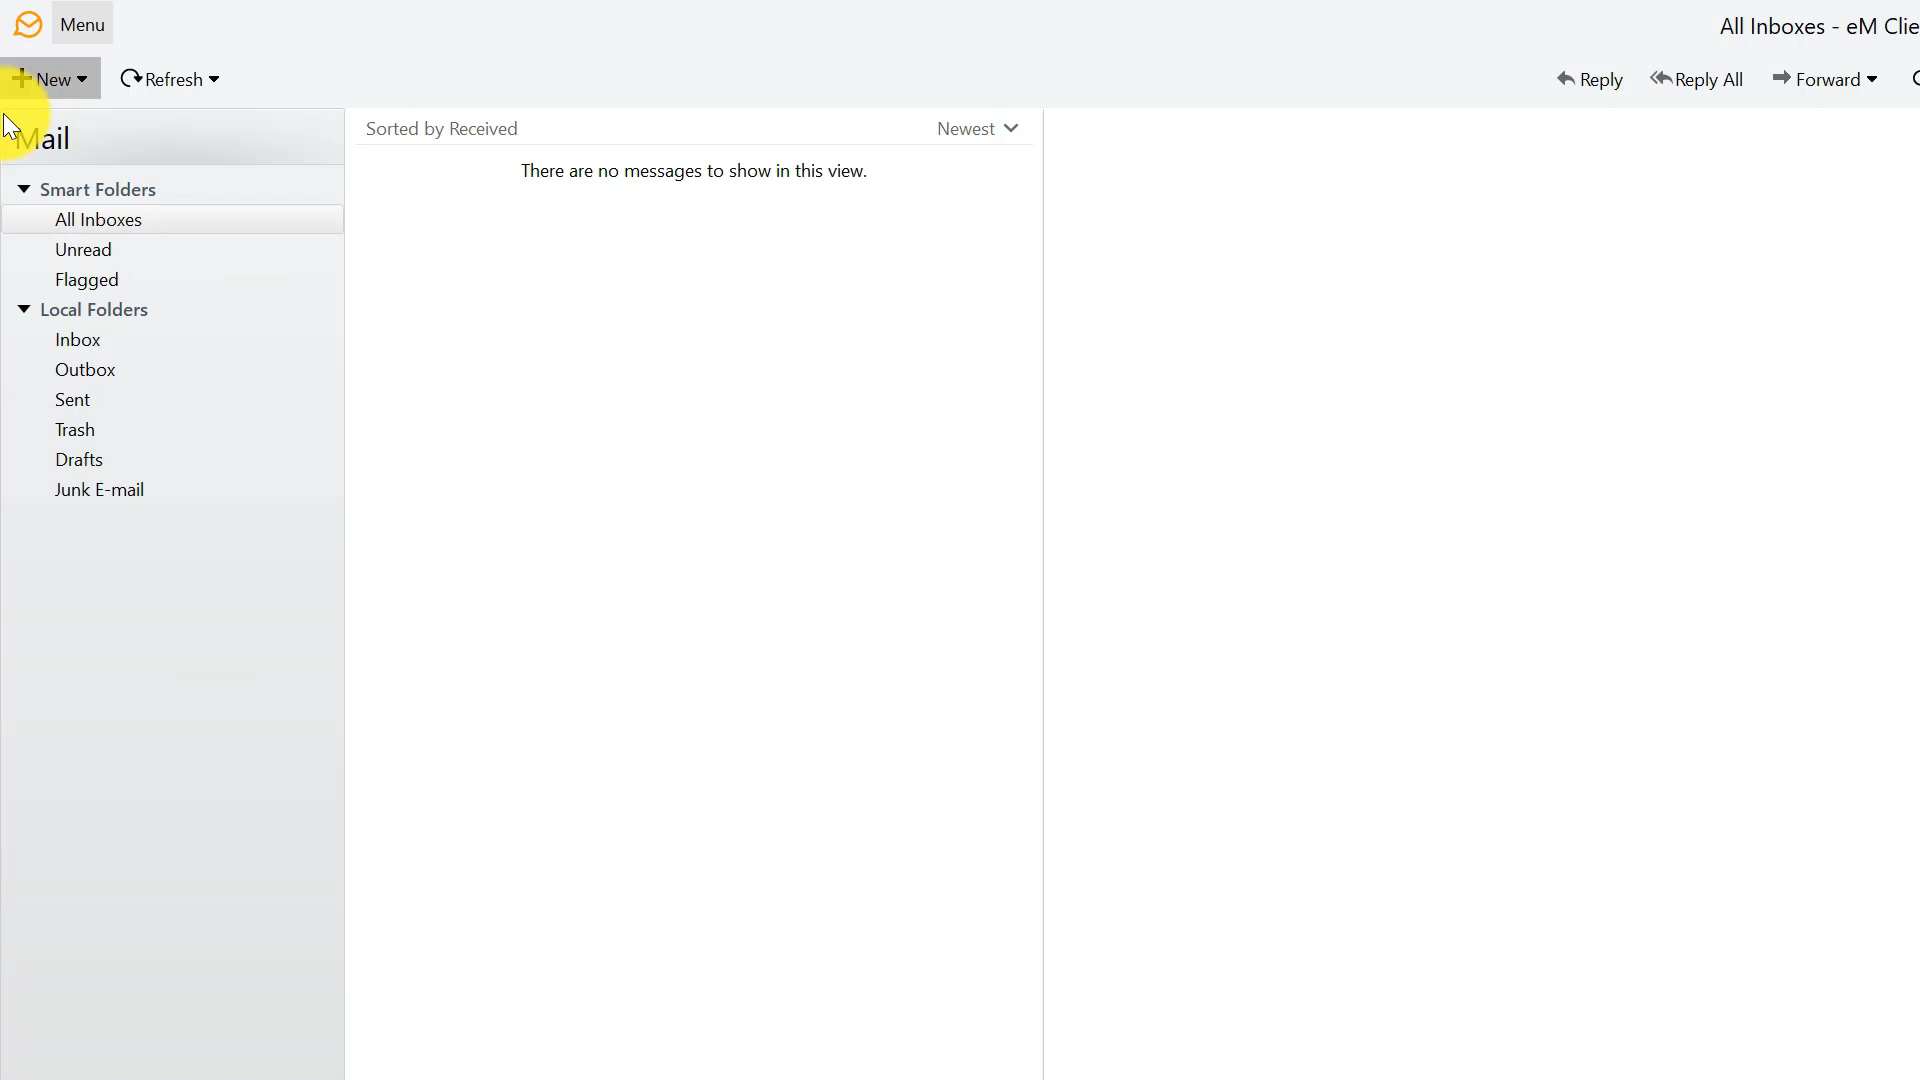 Menu
All Inboxes - eM Clie
New
Refresh
Reply
Reply All
Forward
Mail
Sorted by Received
Newest
There are no messages to show in this view.
Smart Folders
All Inboxes
Unread
Flagged
Local Folders
Inbox
Outbox
Sent
Trash
Drafts
Junk E-mail